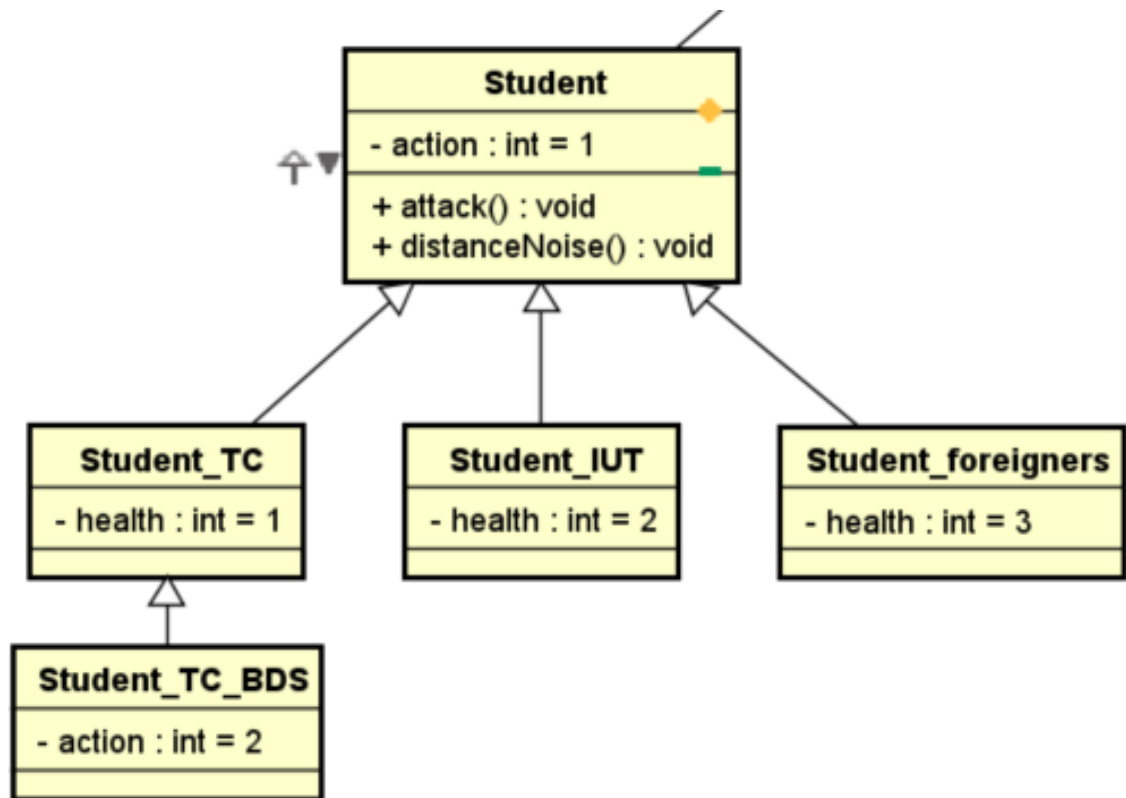 Student
- action : int = 1
+ attack() : void
+ distanceNoise() : void
Student_TC
- health : int = 1
Student_IUT
- health : int = 2
Student_foreigners
- health : int = 3
Student_TC_BDS
- action : int = 2